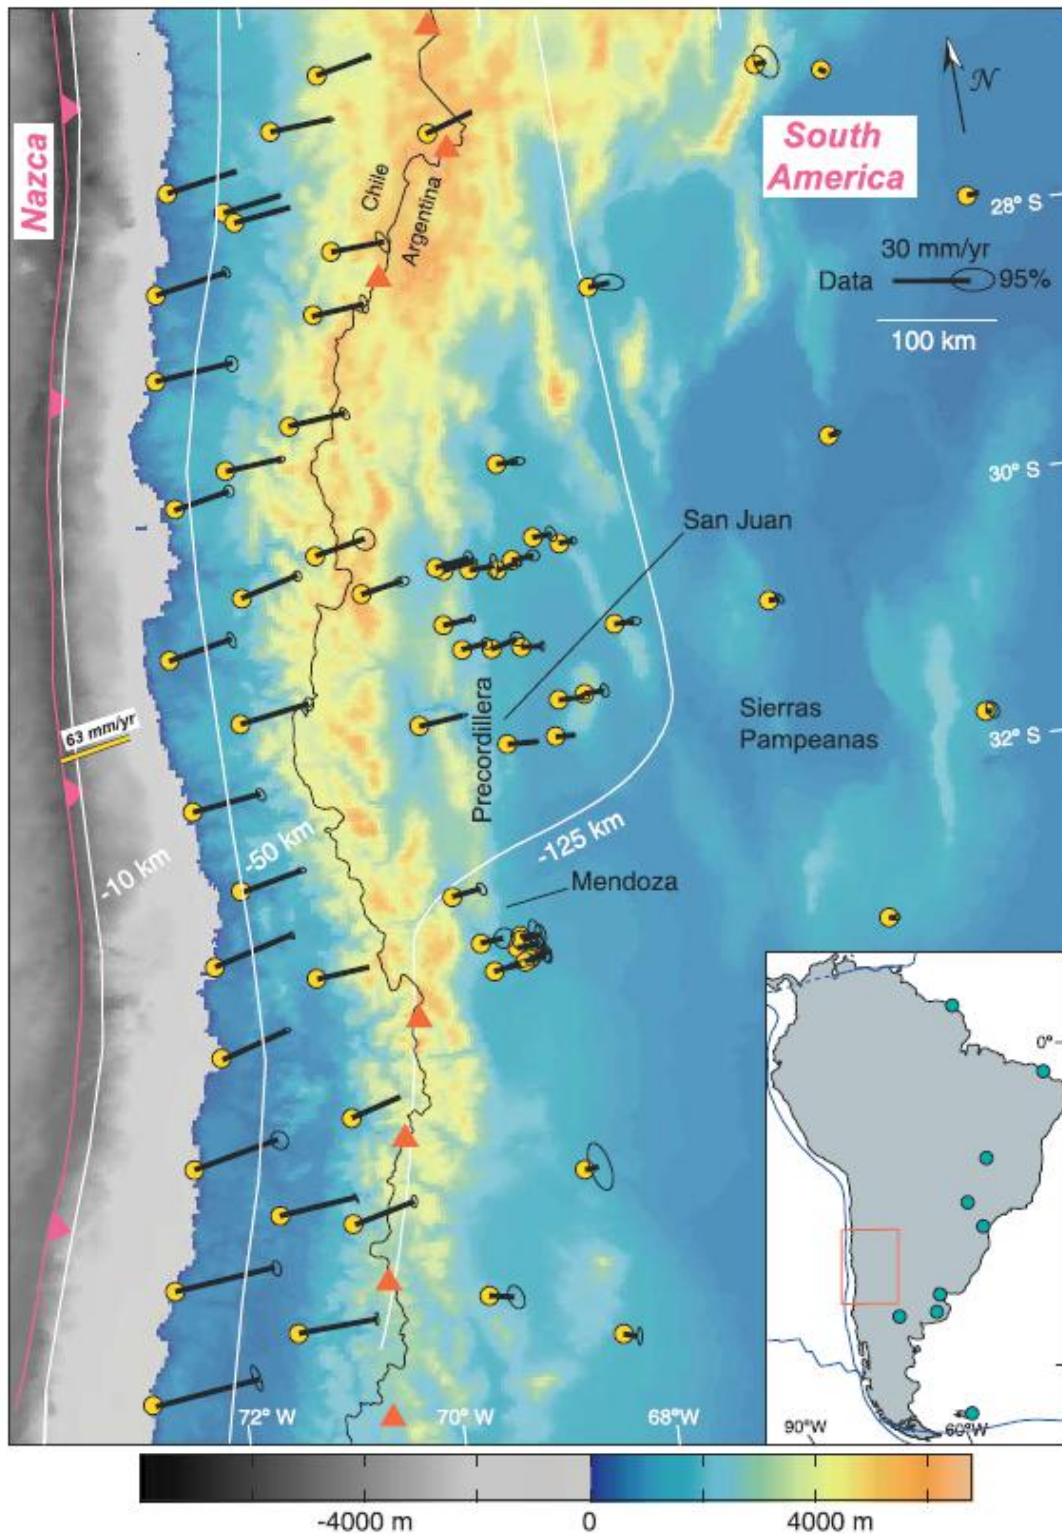 Nazca
Chile
Argentina
South
America
N
28° S
30 mm/yr
Data
95%
100 km
30° S
San Juan
63 mm/yr
Precordillera
Sierras
Pampeanas
32° S
-10 km
-50 km
-125 km
Mendoza
0°
72° W
70° W
68°W
90°W
60°W
-4000 m
0
4000 m